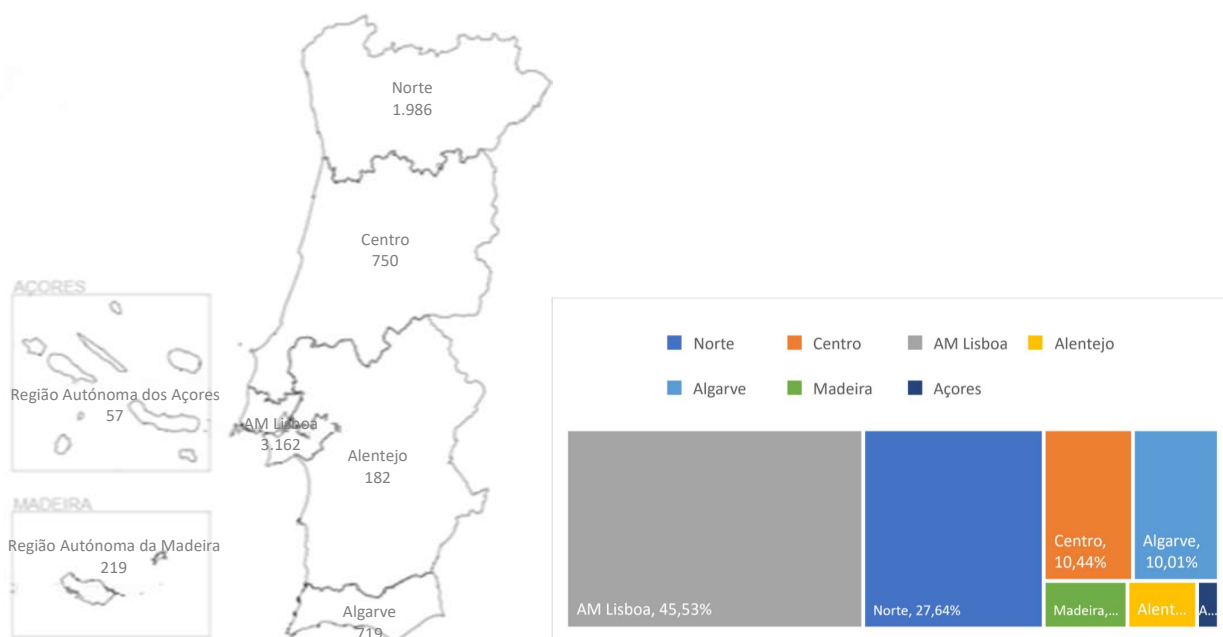 Norte
1.986
Centro
750
AÇORES
Região Autónoma dos Açores
57
AM Lisboa
3.162
Alentejo
182
MADEIRA
Região Autónoma da Madeira
219
Algarve
719
Norte
Centro
AM Lisboa
Alentejo
Algarve
Madeira
Açores
AM Lisboa, 45,53%
Norte, 27,64%
Centro,
10,44%
Algarve,
10,01%
Madeira,...
Alent...
A...